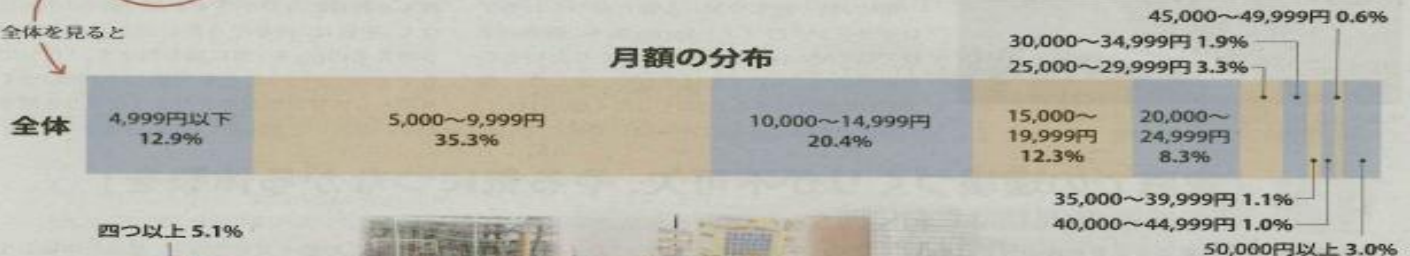 全体を見ると
月額の分布
45,000〜49,999円 0.6%
30,000〜34,999円 1.9%
25,000〜29,999円 3.3%
全体
4,999円以下
12.9%
5,000〜9,999円
35.3%
10,000〜14,999円
20.4%
15,000〜
19,999円
12.3%
20,000〜
24,999円
8.3%
35,000〜39,999円 1.1%
40,000〜44,999円 1.0%
50,000円以上 3.0%
四つ以上 5.1%